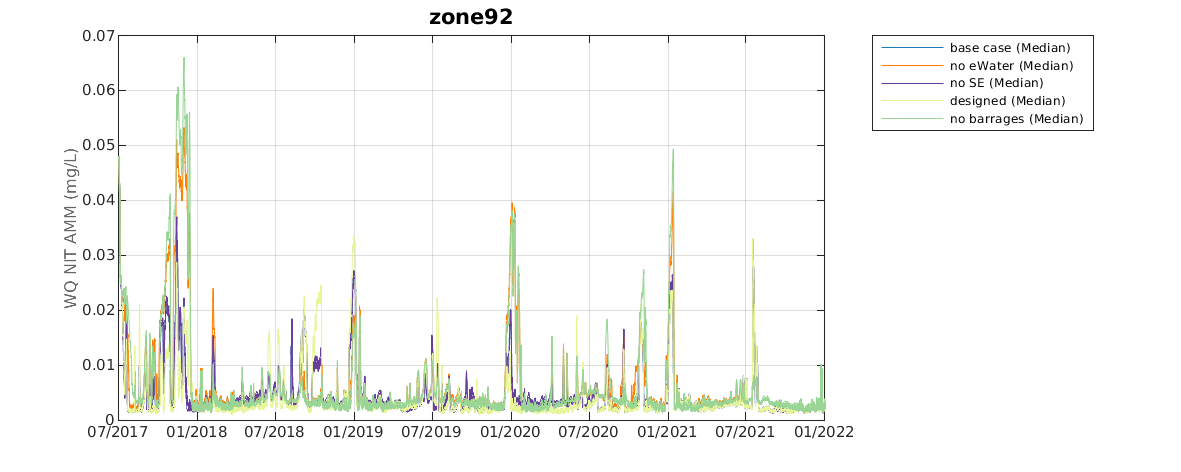 zone92
WQ NIT AMM (mg/L)
0.07
0.06
0.05
0.04
0.03
0.02
0.01
0
07/2017 01/2018 07/2018 01/2019 07/2019 01/2020 07/2020 01/2021 07/2021 01/2022
base case (Median)
no eWater (Median)
no SE (Median)
designed (Median)
no barrages (Median)